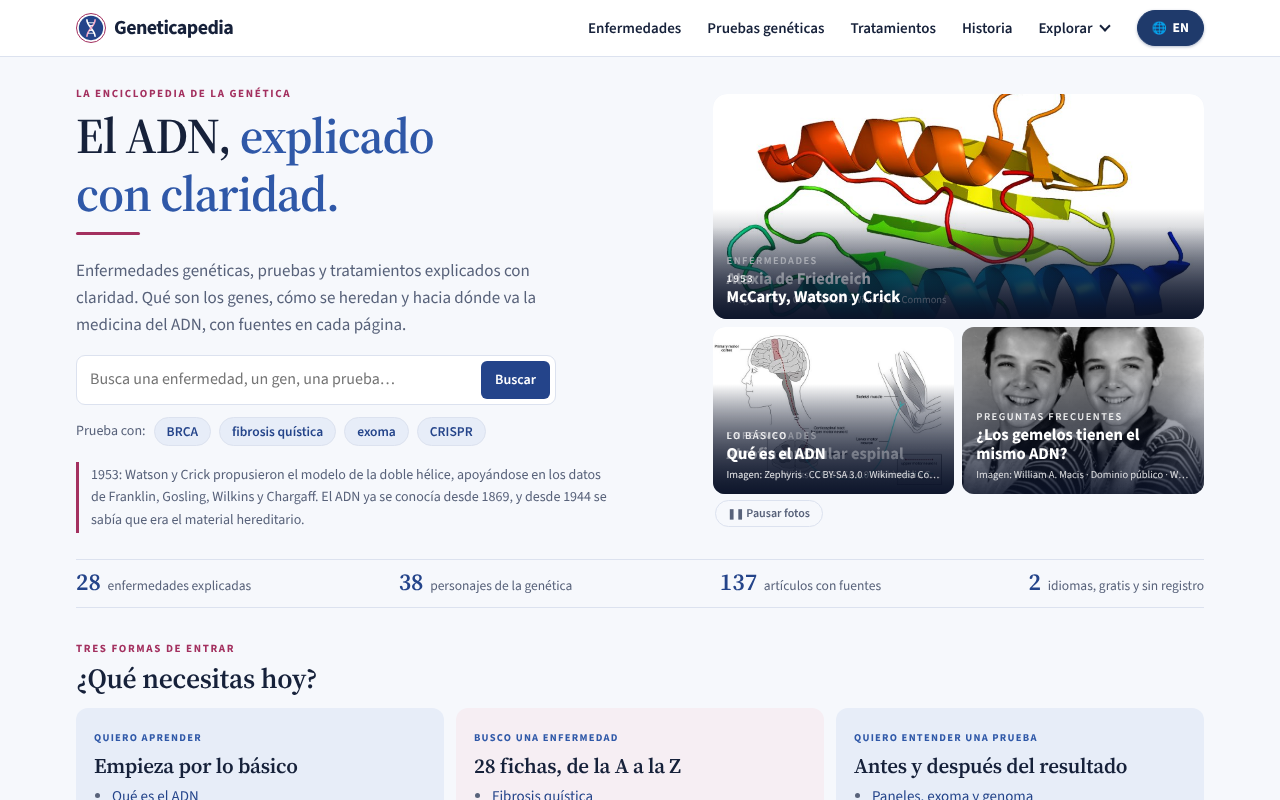 Geneticapedia
Enfermedades
Pruebas genéticas
Tratamientos
Historia
Explorar
🌐 EN
LA ENCICLOPEDIA DE LA GENÉTICA
El ADN, explicado
con claridad.
Enfermedades genéticas, pruebas y tratamientos explicados con
claridad. Qué son los genes, cómo se heredan y hacia dónde va la
medicina del ADN, con fuentes en cada página.
Busca una enfermedad, un gen, una prueba…
Buscar
Prueba con:
BRCA
fibrosis quística
exoma
CRISPR
1953: Watson y Crick propusieron el modelo de la doble hélice, apoyándose en los datos
de Franklin, Gosling, Wilkins y Chargaff. El ADN ya se conocía desde 1869, y desde 1944 se
sabía que era el material hereditario.
ENFERMEDADES
de Friedreich
1953
McCarty, Watson y Crick
Commons
LO BÁSICO
Qué es el ADN
espinal
Imagen: Zephyris · CC BY-SA 3.0 · Wikimedia Co…
PREGUNTAS FRECUENTES
¿Los gemelos tienen el
mismo ADN?
Imagen: William A. Macis · Dominio público · W…
❚❚ Pausar fotos
28 enfermedades explicadas
38 personajes de la genética
137 artículos con fuentes
2 idiomas, gratis y sin registro
TRES FORMAS DE ENTRAR
¿Qué necesitas hoy?
QUIERO APRENDER
Empieza por lo básico
• Qué es el ADN
BUSCO UNA ENFERMEDAD
28 fichas, de la A a la Z
• Fibrosis quística
QUIERO ENTENDER UNA PRUEBA
Antes y después del resultado
• Paneles, exoma y genoma